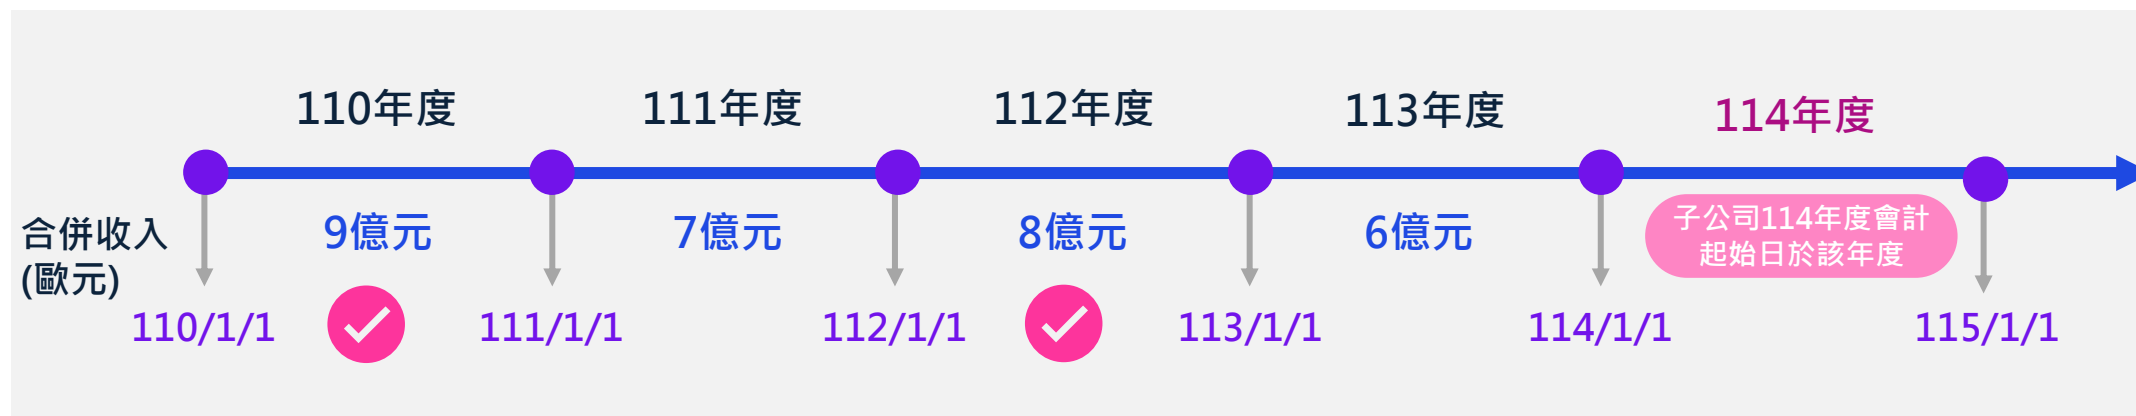 110年度 111年度 112年度 113年度 114年度
合併收入
(歐元)
9億元 7億元 8億元 6億元
子公司114年度會計
起始日於該年度
110/1/1 111/1/1 112/1/1 113/1/1 114/1/1 115/1/1